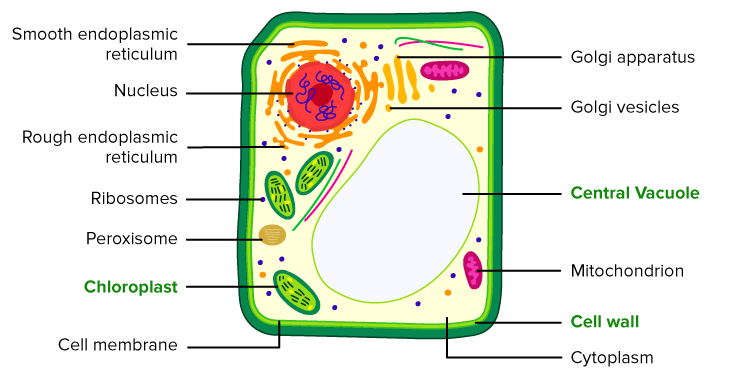 Smooth endoplasmic
reticulum
Nucleus
Rough endoplasmic
reticulum
Ribosomes
Peroxisome
Chloroplast
Cell membrane
Golgi apparatus
Golgi vesicles
Central Vacuole
Mitochondrion
Cell wall
Cytoplasm